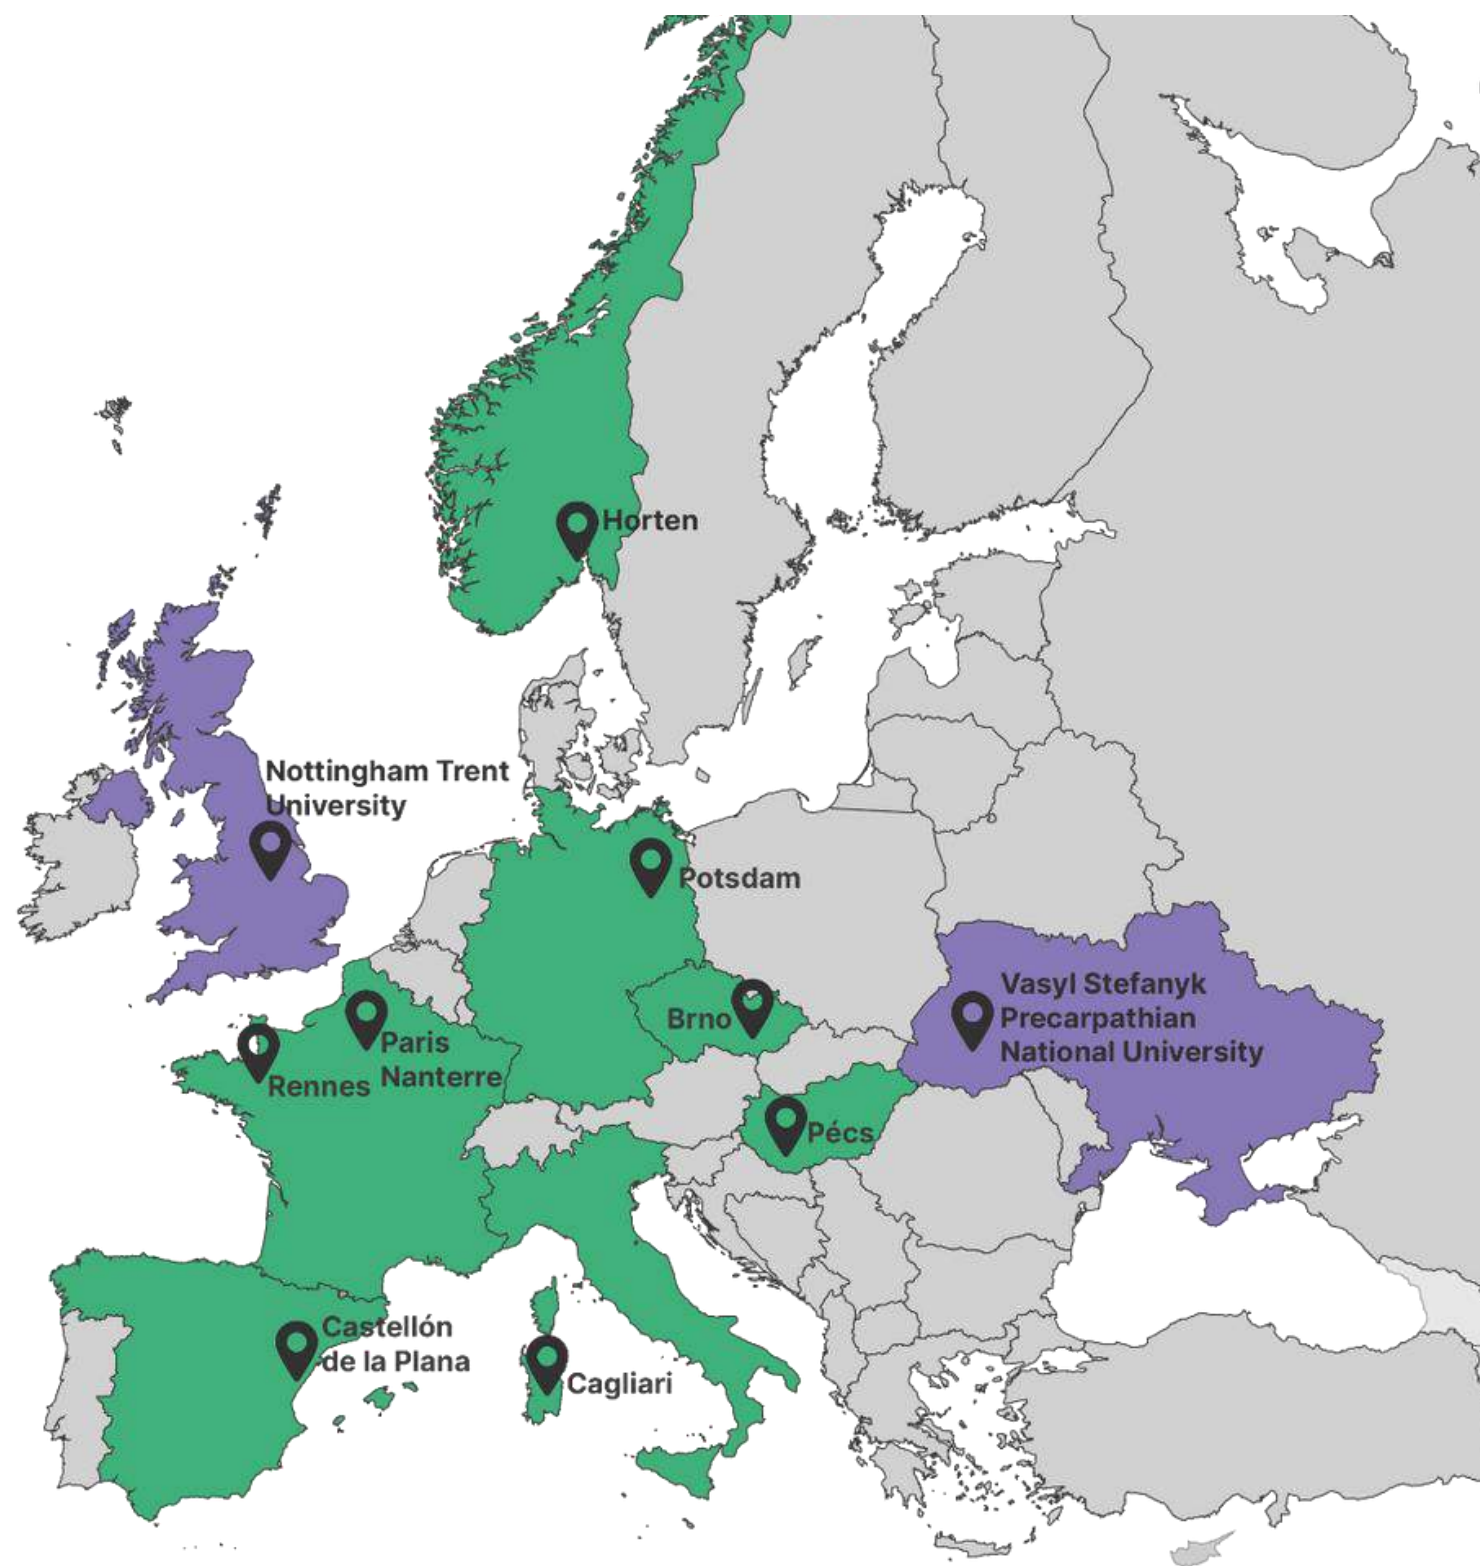 Horten
Nottingham Trent
University
Potsdam
Vasyl Stefanyk
Precarpathian
National University
Brno
Paris
Nanterre
Rennes
Pécs
Castellón
de la Plana
Cagliari